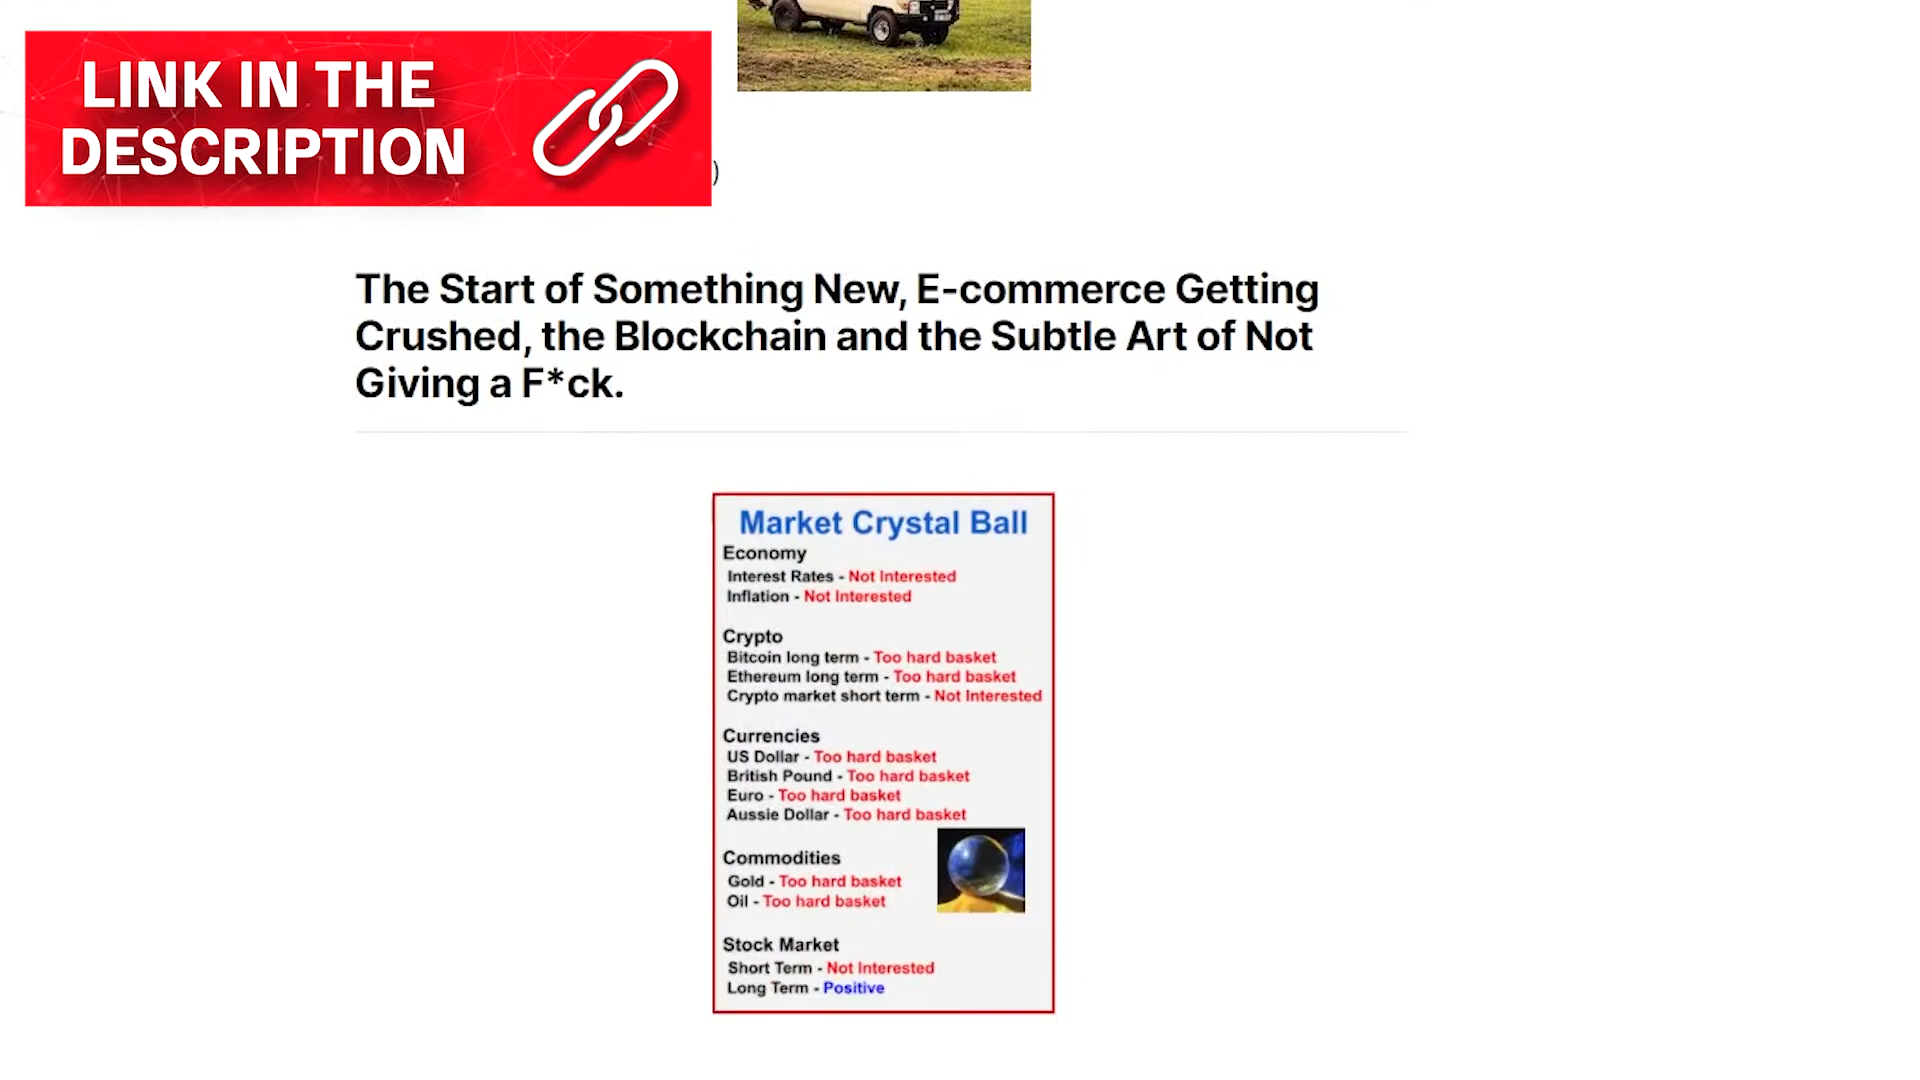 LINK IN THE
DESCRIPTION
)
The Start of Something New, E-commerce Getting
Crushed, the Blockchain and the Subtle Art of Not
Giving a F*ck.
Market Crystal Ball
Economy
Interest Rates - Not Interested
Inflation - Not Interested
Crypto
Bitcoin long term - Too hard basket
Ethereum long term - Too hard basket
Crypto market short term - Not Interested
Currencies
US Dollar - Too hard basket
British Pound - Too hard basket
Euro - Too hard basket
Aussie Dollar - Too hard basket
Commodities
Gold - Too hard basket
Oil - Too hard basket
Stock Market
Short Term - Not Interested
Long Term - Positive